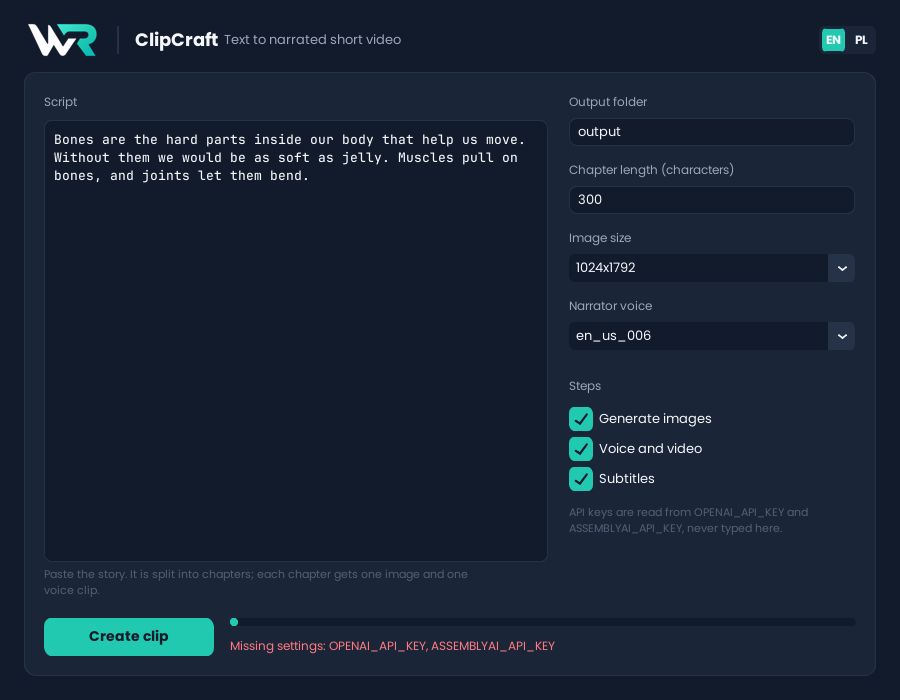 WR
ClipCraft Text to narrated short video
EN PL
Script
Bones are the hard parts inside our body that help us move.
Without them we would be as soft as jelly. Muscles pull on
bones, and joints let them bend.
Paste the story. It is split into chapters; each chapter gets one image and one
voice clip.
Output folder
output
Chapter length (characters)
300
Image size
1024x1792
Narrator voice
en_us_006
Steps
Generate images
Voice and video
Subtitles
API keys are read from OPENAI_API_KEY and
ASSEMBLYAI_API_KEY, never typed here.
Create clip
Missing settings: OPENAI_API_KEY, ASSEMBLYAI_API_KEY